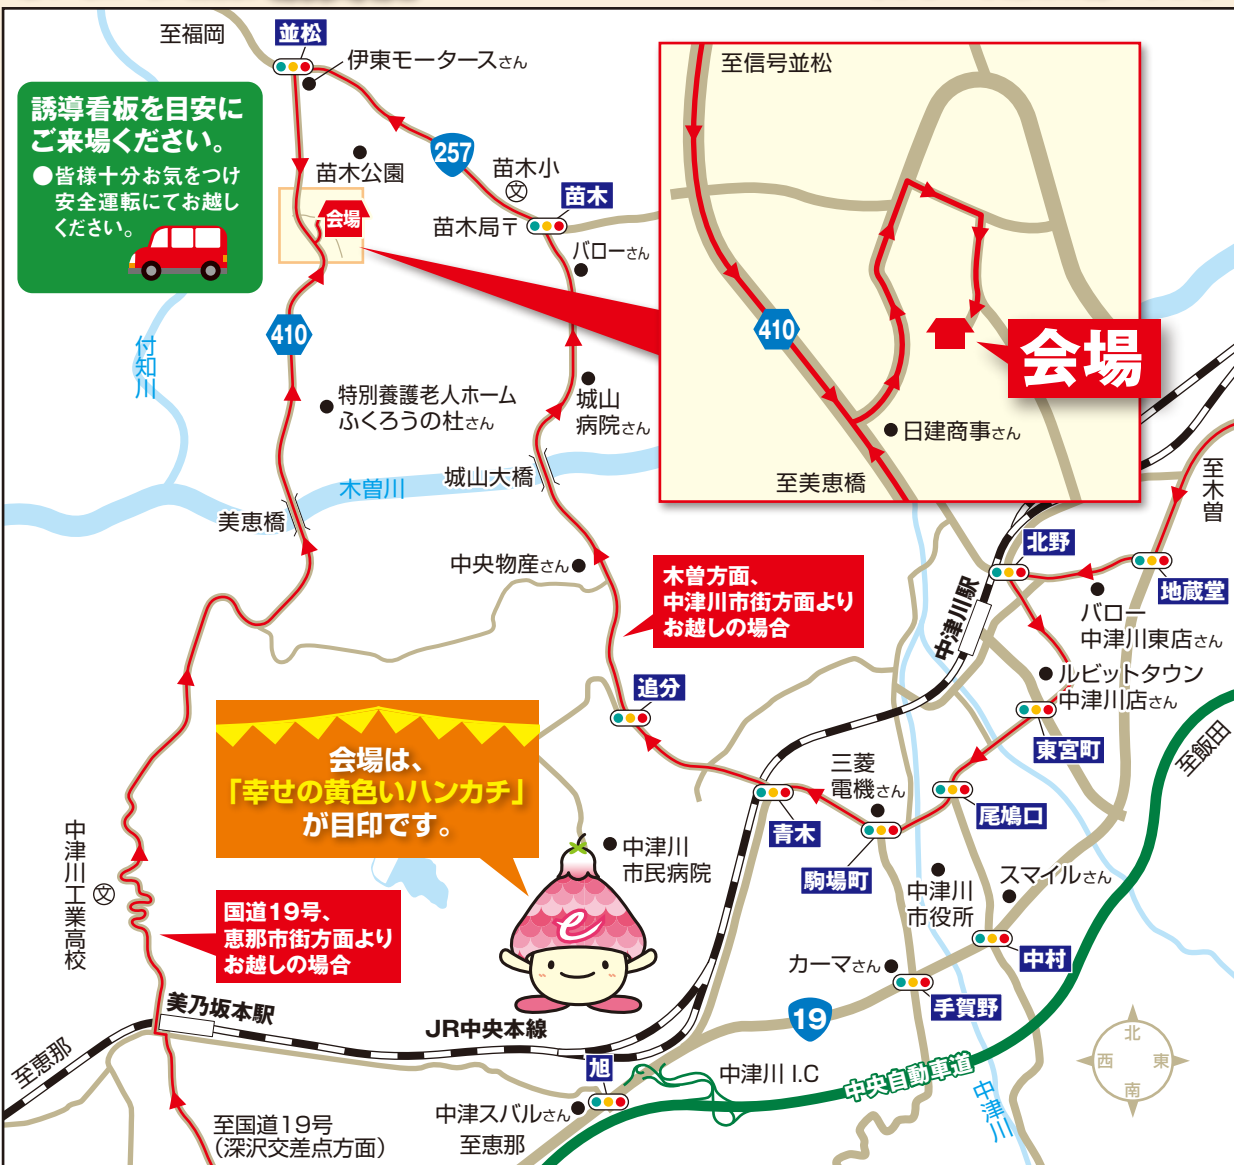 至福岡
並松
伊東モータースさん
誘導看板を目安に
ご来場ください。
●皆様十分お気をつけ
安全運転にてお越し
ください。
苗木公園
257
苗木小
文
苗木
苗木局〒
バローさん
会場
410
付知川
特別養護老人ホーム
ふくろうの杜さん
城山
病院さん
木曽川
城山大橋
美恵橋
中央物産さん
至信号並松
410
会場
日建商事さん
至美恵橋
至木曽
北野
地蔵堂
中津川駅
バロー
中津川東店さん
木曽方面、
中津川市街方面より
お越しの場合
ルビットタウン
中津川店さん
追分
東宮町
至飯田
会場は、
「幸せの黄色いハンカチ」
が目印です。
三菱
電機さん
尾鳩口
青木
駒場町
中津川
市民病院
中津川
市役所
スマイルさん
中津川工業高校
文
国道19号、
恵那市街方面より
お越しの場合
e
中村
カーマさん
手賀野
美乃坂本駅
JR中央本線
19
至恵那
旭
中津川 I.C
中央自動車道
中津川
北
西
東
南
中津スバルさん
至恵那
至国道19号
(深沢交差点方面)